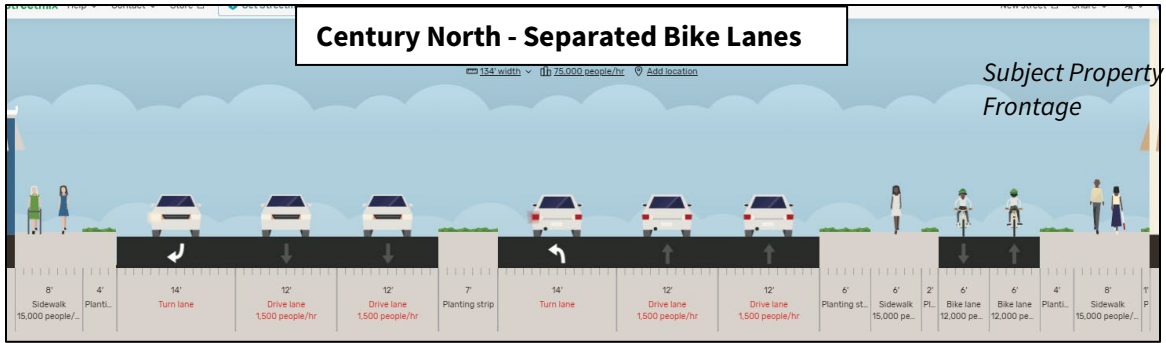 Century North - Separated Bike Lanes
134' width 75,000 people/hr Add location
Subject Property
Frontage
8' 4' 14' 12' 12' 7' 14' 12' 12' 6' 6' 2' 6' 6' 4' 8' 1'
Sidewalk Planti... Turn lane Drive lane Drive lane Planting strip Turn lane Drive lane Drive lane Planting st... Sidewalk Pl... Bike lane Bike lane Planti... Sidewalk P
15,000 people/... 1,500 people/hr 1,500 people/hr 1,500 people/hr 1,500 people/hr 15,000 pe... 12,000 pe... 12,000 pe... 15,000 people/...